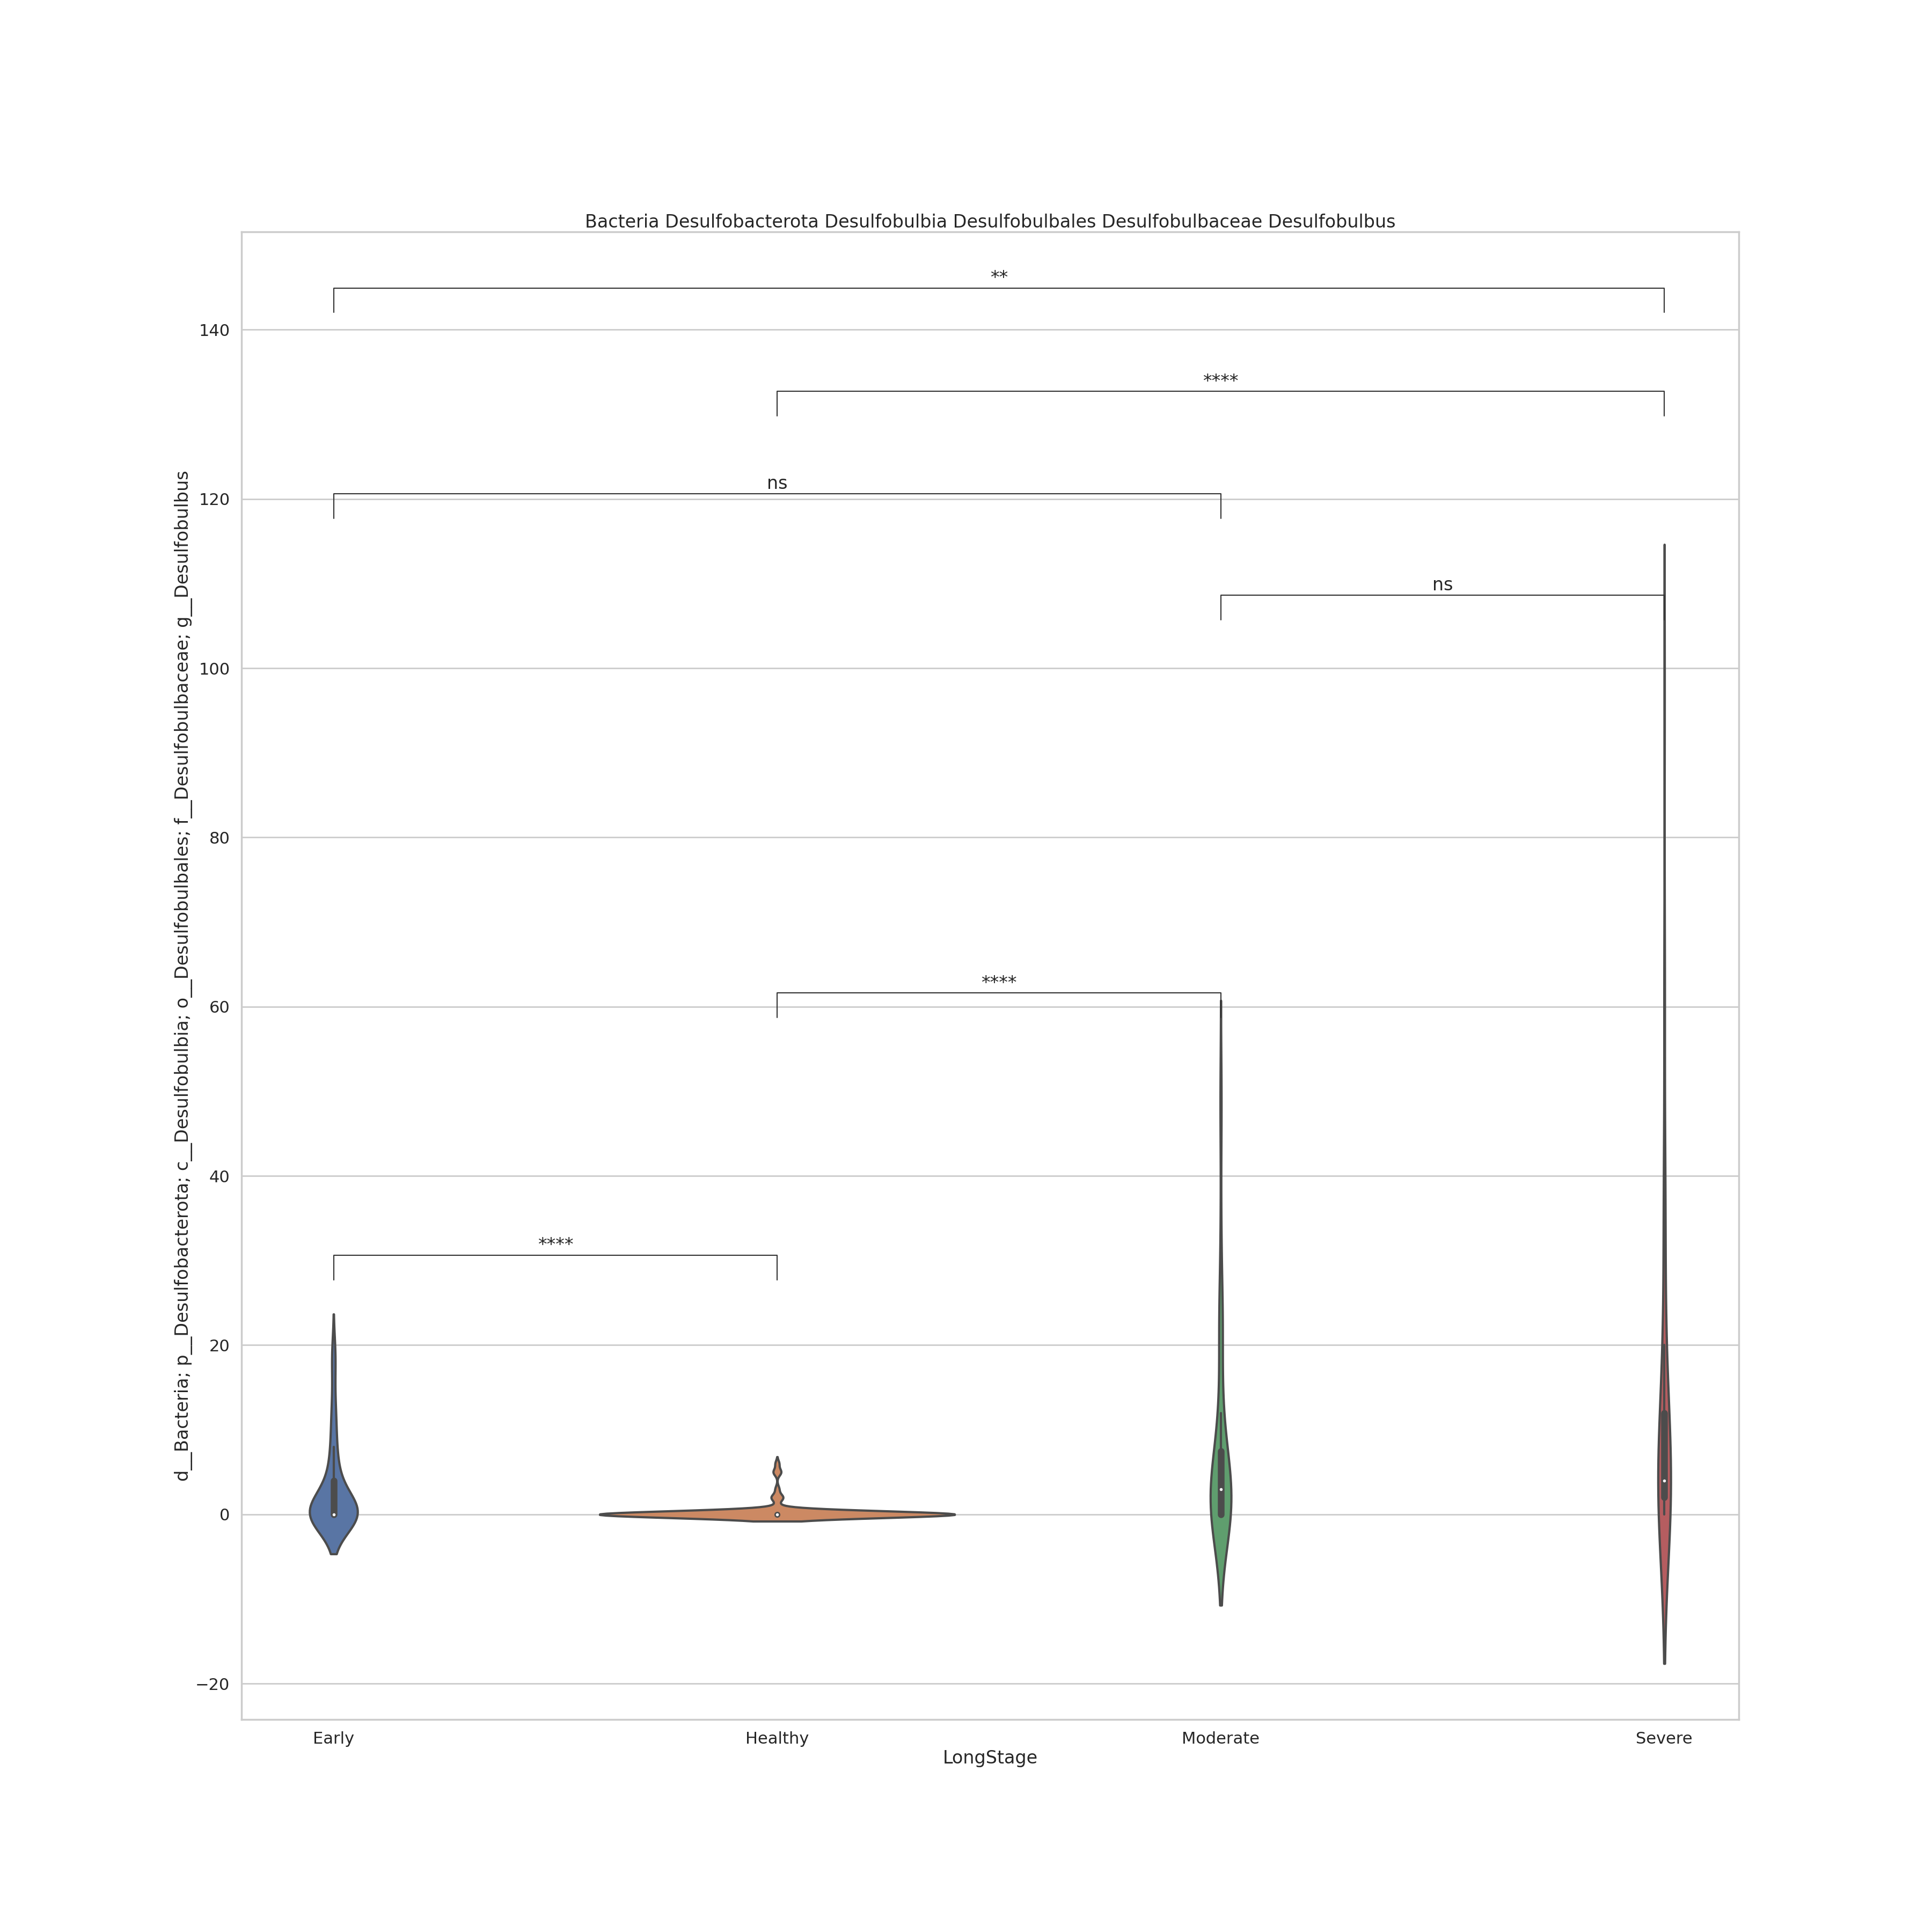 Bacteria Desulfobacterota Desulfobulbia Desulfobulbales Desulfobulbaceae Desulfobulbus
**
140
****
ns
120
ns
100
80
****
60
40
****
20
0
−20
d__Bacteria; p__Desulfobacterota; c__Desulfobulbia; o__Desulfobulbales; f__Desulfobulbaceae; g__Desulfobulbus
Early Healthy Moderate Severe
LongStage